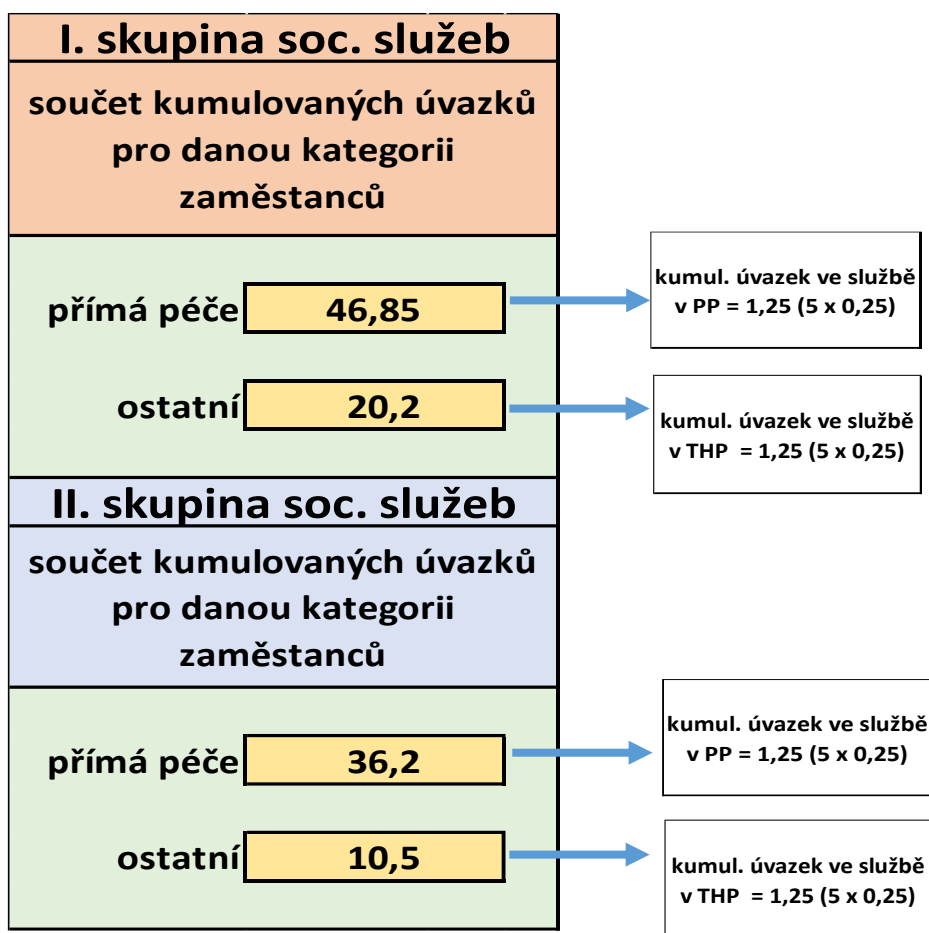 I. skupina soc. služeb
součet kumulovaných úvazků
pro danou kategorii
zaměstanců
přímá péče 46,85
kumul. úvazek ve službě
v PP = 1,25 (5 x 0,25)
ostatní 20,2
kumul. úvazek ve službě
v THP = 1,25 (5 x 0,25)
II. skupina soc. služeb
součet kumulovaných úvazků
pro danou kategorii
zaměstanců
přímá péče 36,2
kumul. úvazek ve službě
v PP = 1,25 (5 x 0,25)
ostatní 10,5
kumul. úvazek ve službě
v THP = 1,25 (5 x 0,25)